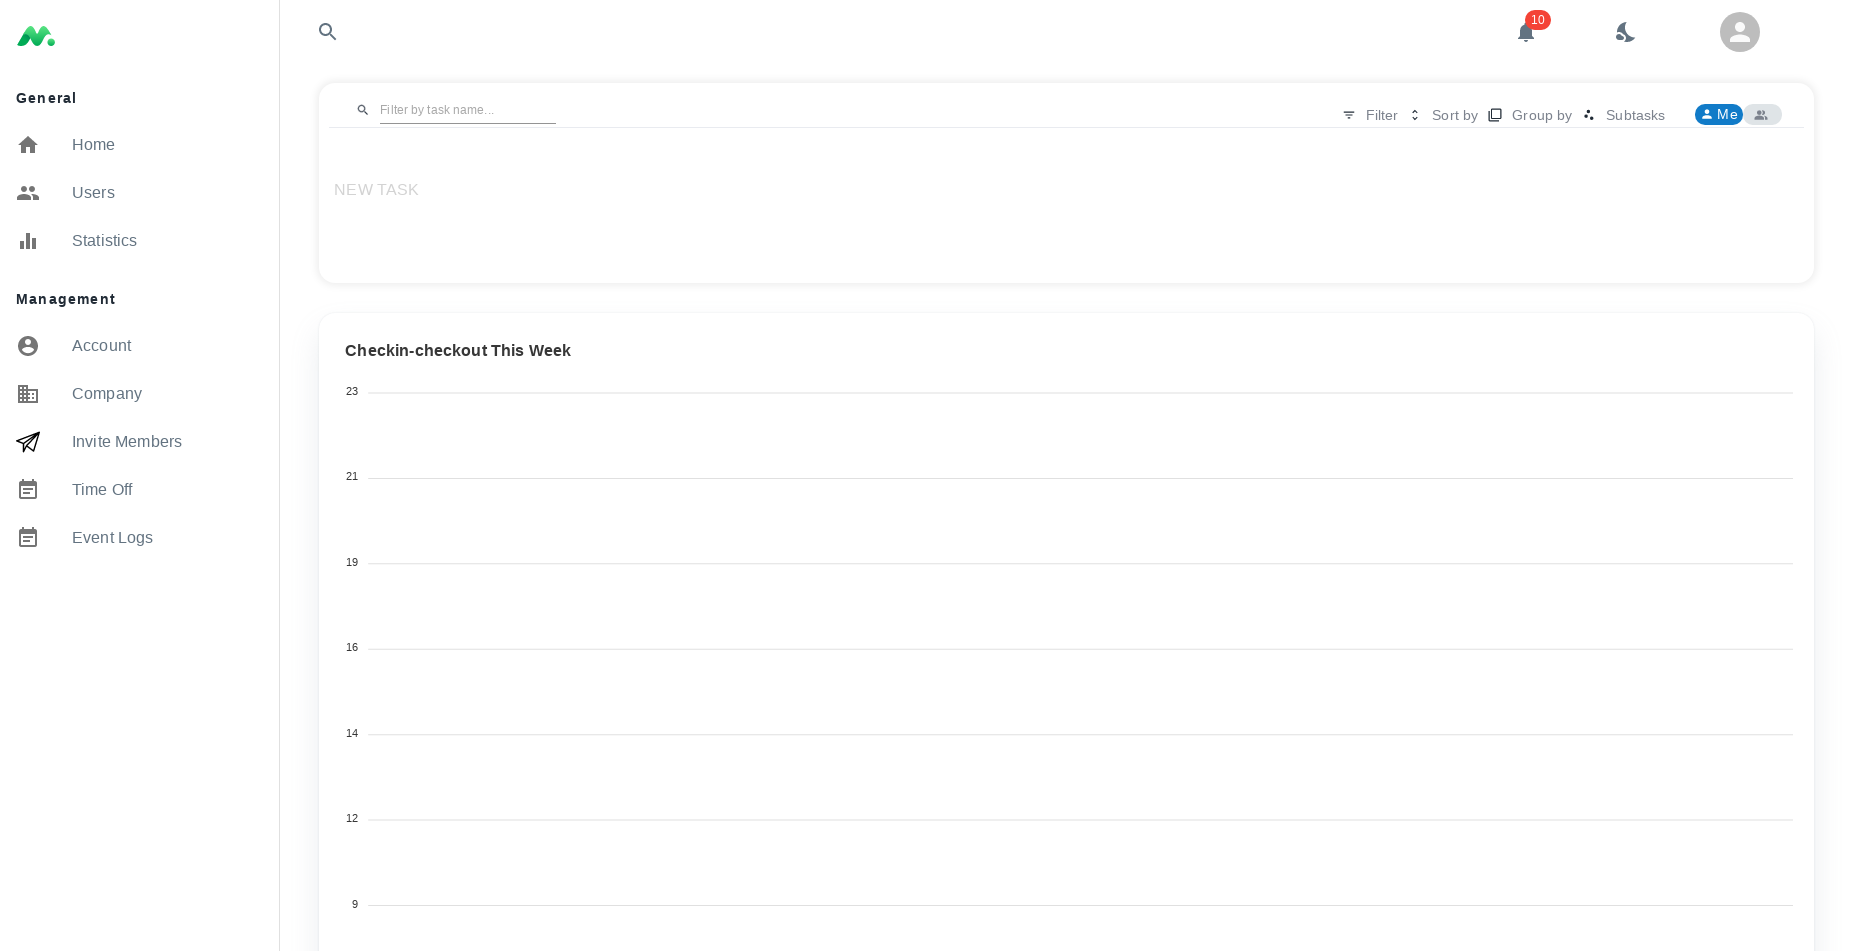 10
General
Home
Users
Statistics
Management
Account
Company
Invite Members
Time Off
Event Logs
Filter by task name...
Filter Sort by Group by Subtasks Me
NEW TASK
Checkin-checkout This Week
23
21
19
16
14
12
9